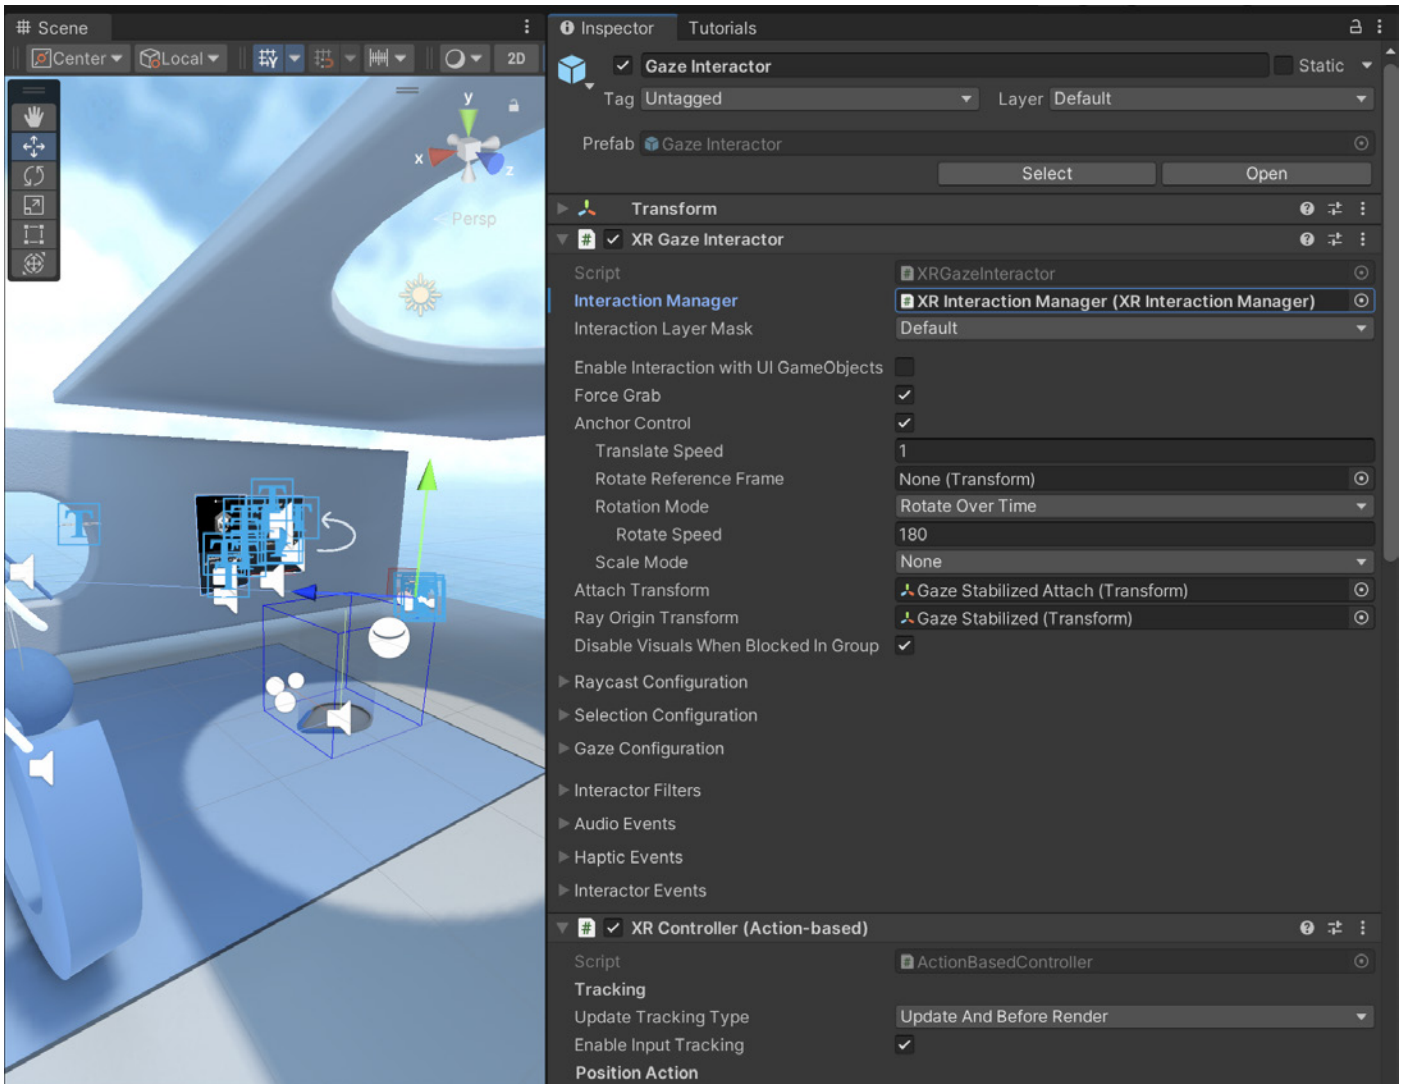 Scene
Center
Local
2D
y
x
z
Persp
Inspector
Tutorials
Gaze Interactor
Static
Tag Untagged
Layer Default
Prefab Gaze Interactor
Select
Open
Transform
XR Gaze Interactor
Script XRGazeInteractor
Interaction Manager XR Interaction Manager (XR Interaction Manager)
Interaction Layer Mask Default
Enable Interaction with UI GameObjects
Force Grab
Anchor Control
Translate Speed 1
Rotate Reference Frame None (Transform)
Rotation Mode Rotate Over Time
Rotate Speed 180
Scale Mode None
Attach Transform Gaze Stabilized Attach (Transform)
Ray Origin Transform Gaze Stabilized (Transform)
Disable Visuals When Blocked In Group
Raycast Configuration
Selection Configuration
Gaze Configuration
Interactor Filters
Audio Events
Haptic Events
Interactor Events
XR Controller (Action-based)
Script ActionBasedController
Tracking
Update Tracking Type Update And Before Render
Enable Input Tracking
Position Action